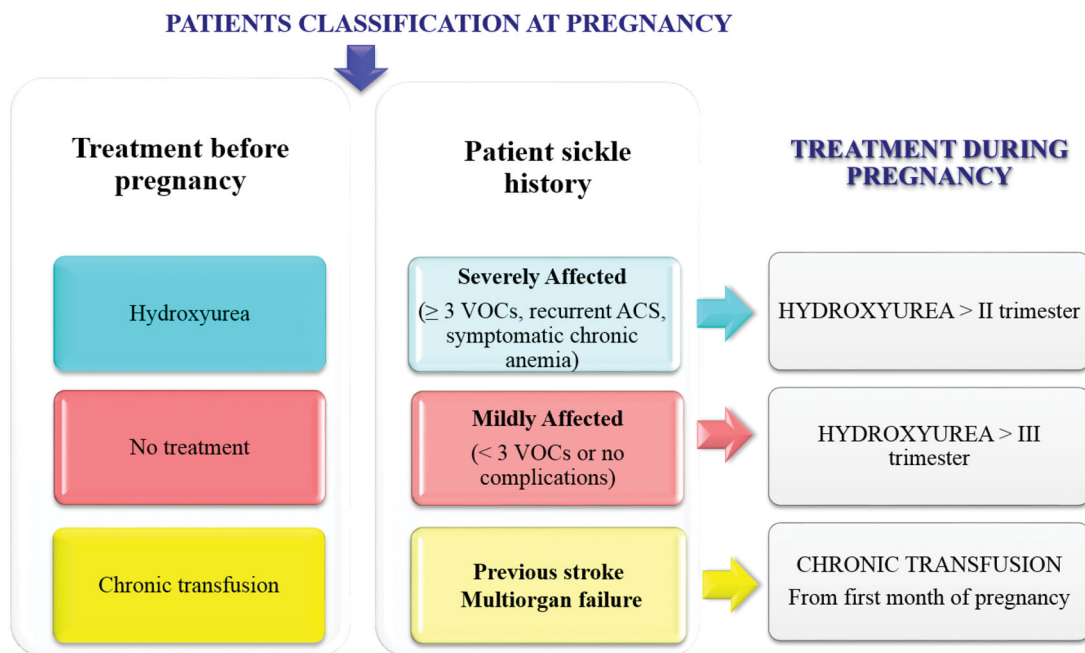 PATIENTS CLASSIFICATION AT PREGNANCY
Treatment before
pregnancy
Patient sickle
history
TREATMENT DURING
PREGNANCY
Hydroxyurea
Severely Affected
(≥ 3 VOCs, recurrent ACS,
symptomatic chronic
anemia)
HYDROXYUREA > II trimester
No treatment
Mildly Affected
(< 3 VOCs or no
complications)
HYDROXYUREA > III
trimester
Chronic transfusion
Previous stroke
Multiorgan failure
CHRONIC TRANSFUSION
From first month of pregnancy